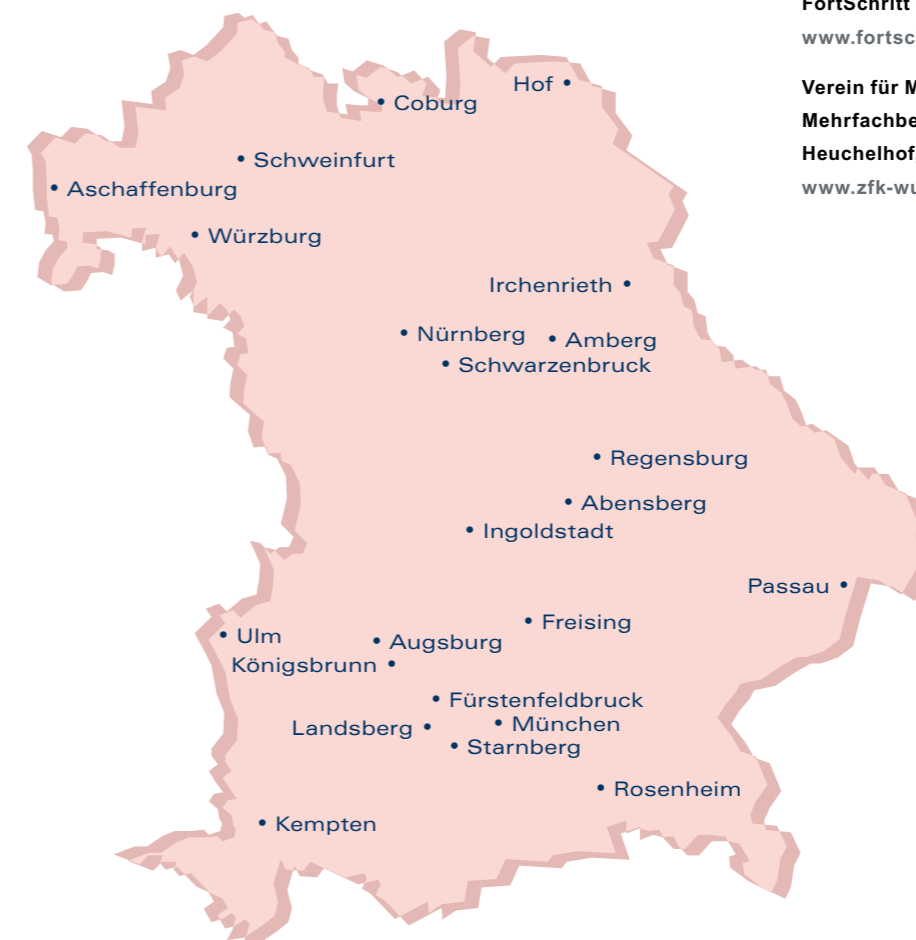 FortSchritt
www.fortsc
Verein für M
Mehrfachbe
Heuchelhof
www.zfk-wu
Hof
Coburg
Schweinfurt
Aschaffenburg
Würzburg
Irchenrieth
Nürnberg
Amberg
Schwarzenbruck
Regensburg
Abensberg
Ingoldstadt
Passau
Freising
Ulm
Augsburg
Königsbrunn
Fürstenfeldbruck
München
Landsberg
Starnberg
Rosenheim
Kempten